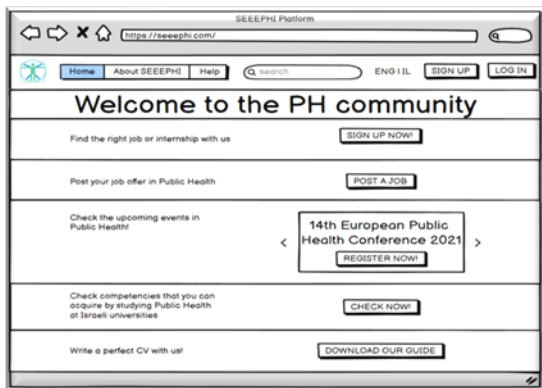 SEEEPHI Platform
https://seeephi.com/
Home About SEEEPHI Help search ENG I IL SIGN UP LOG IN
Welcome to the PH community
Find the right job or internship with us
SIGN UP NOW!
Post your job offer in Public Health
POST A JOB
Check the upcoming events in
Public Health!
< 14th European Public
Health Conference 2021 >
REGISTER NOW!
Check competencies that you can
acquire by studying Public Health
at Israeli universities
CHECK NOW!
Write a perfect CV with us!
DOWNLOAD OUR GUIDE